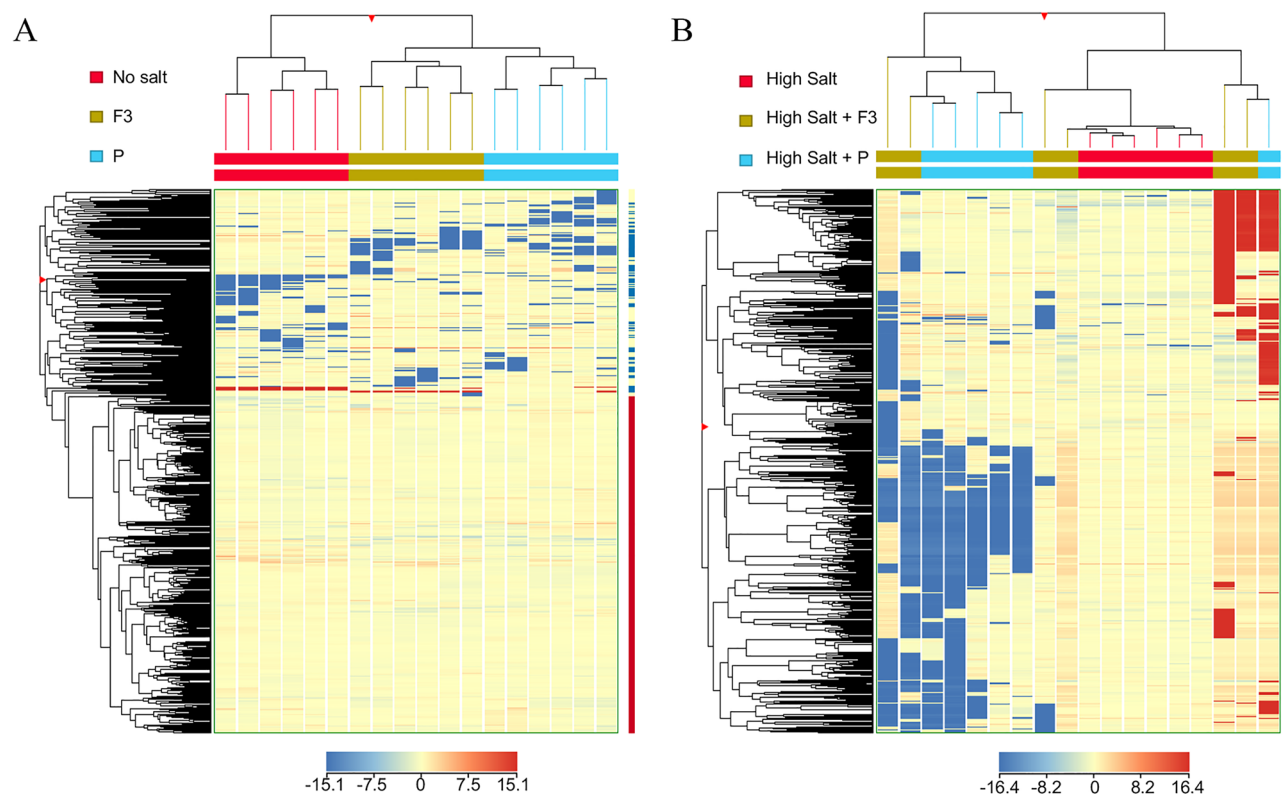 A
No salt
F3
P
-15.1 -7.5 0 7.5 15.1
B
High Salt
High Salt + F3
High Salt + P
-16.4 -8.2 0 8.2 16.4